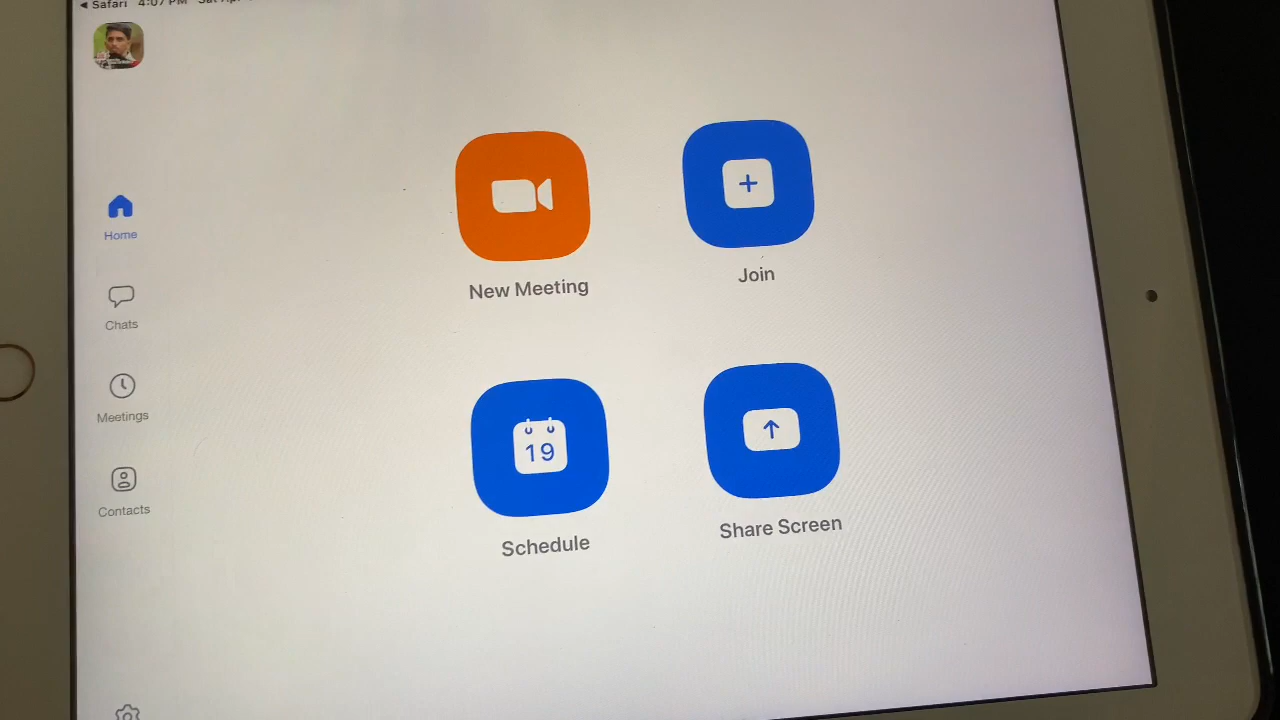 Safari 4:07 PM
Home
Chats
Meetings
Contacts
New Meeting
+
Join
19
Schedule
Share Screen